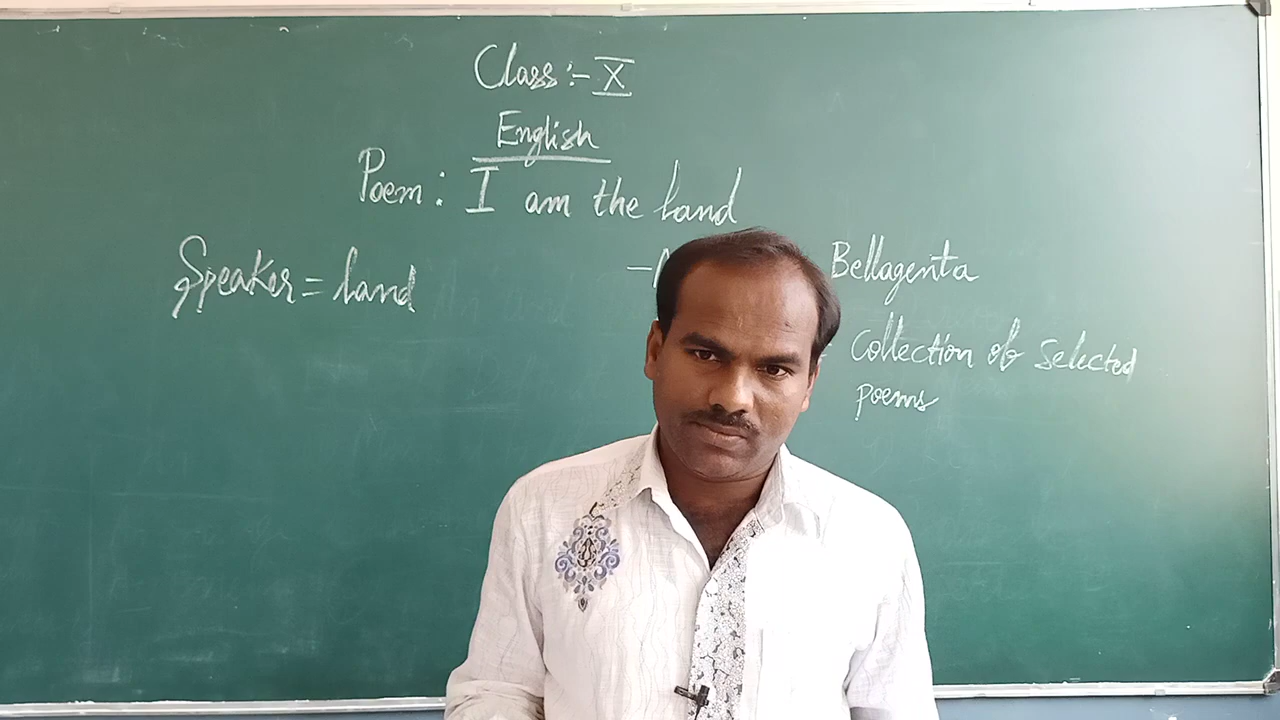 Class :- X
English
Poem : I am the land
Speaker = land
Bellagenta
Collection of Selected
poems